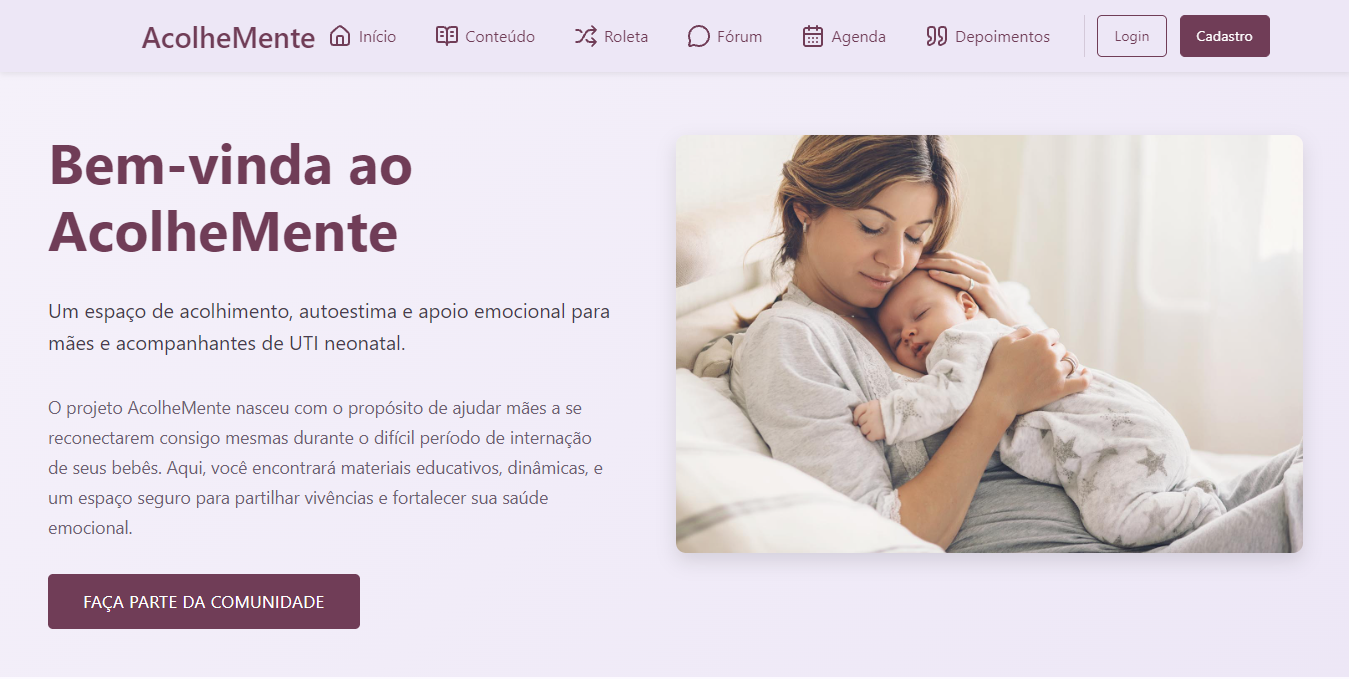 AcolheMente
Início
Conteúdo
Roleta
Fórum
Agenda
Depoimentos
Login
Cadastro
Bem-vinda ao
AcolheMente
Um espaço de acolhimento, autoestima e apoio emocional para
mães e acompanhantes de UTI neonatal.
O projeto AcolheMente nasceu com o propósito de ajudar mães a se
reconectarem consigo mesmas durante o difícil período de internação
de seus bebês. Aqui, você encontrará materiais educativos, dinâmicas, e
um espaço seguro para partilhar vivências e fortalecer sua saúde
emocional.
FAÇA PARTE DA COMUNIDADE